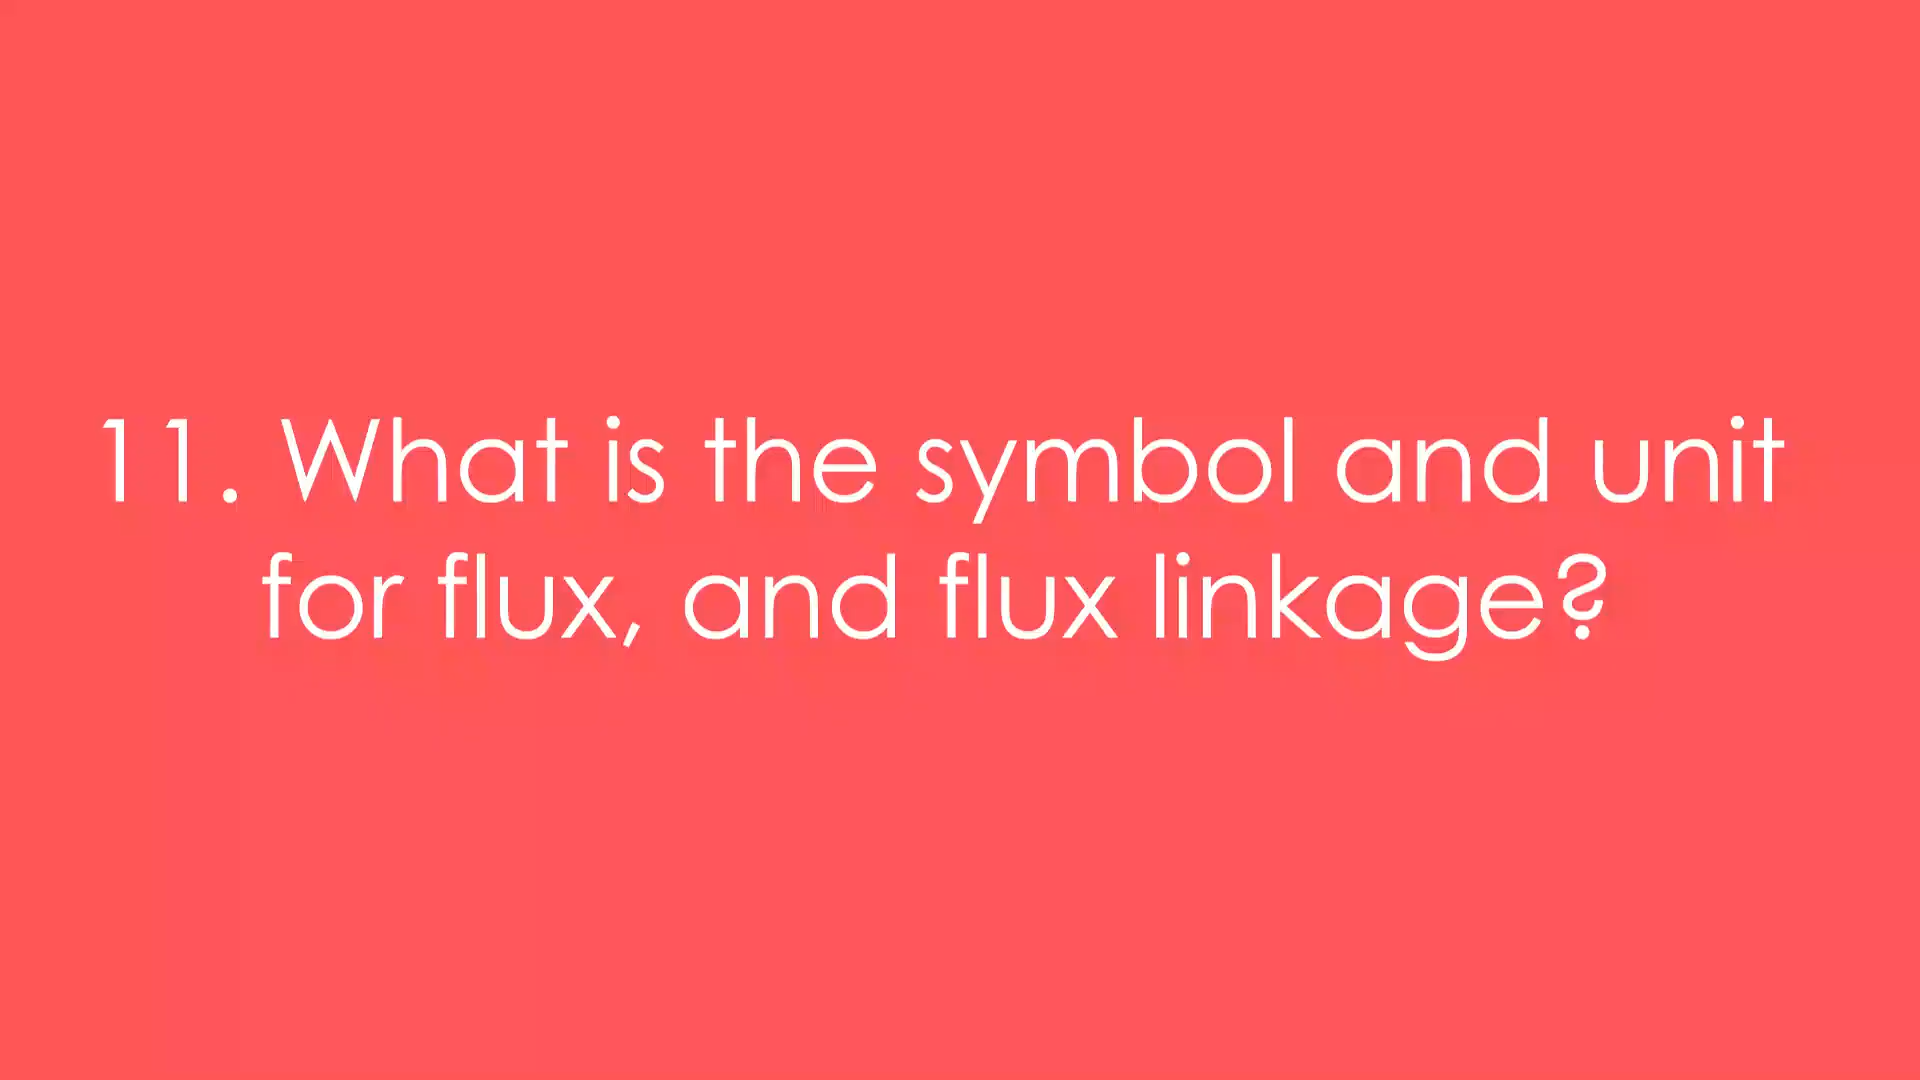 11. What is the symbol and unit
for flux, and flux linkage?